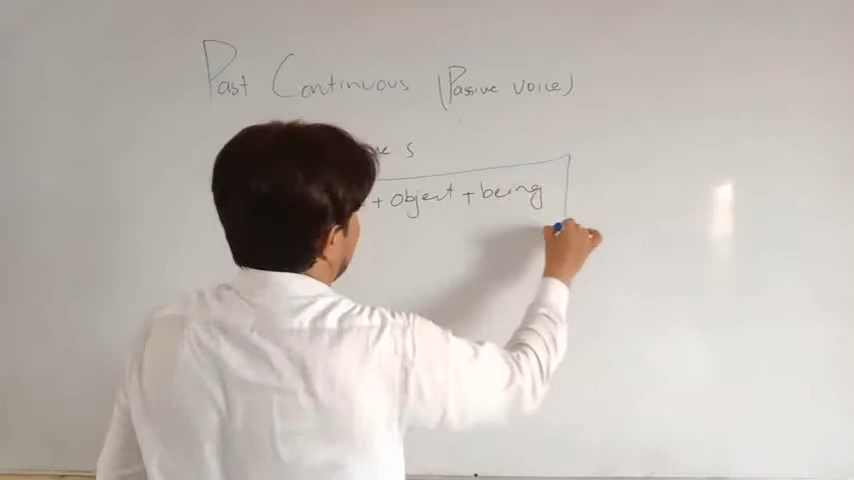 Past Continuous (Passive voice)
s
+ object + being